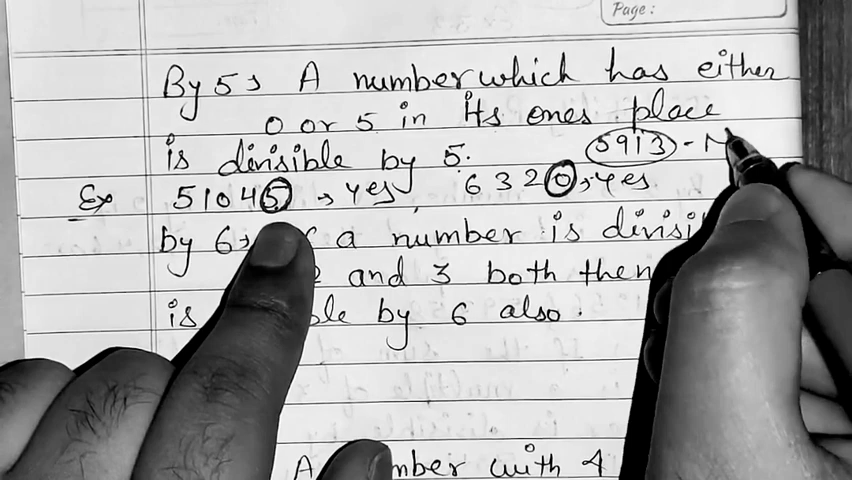 Page:
By 5→ A number which has either
0 or 5 in its ones place
is divisible by 5. 5913 - N
Ex 51045 → Yes, 6320 → Yes
by 6→ a number is divisi
2 and 3 both then
is by 6 also.
A with 4